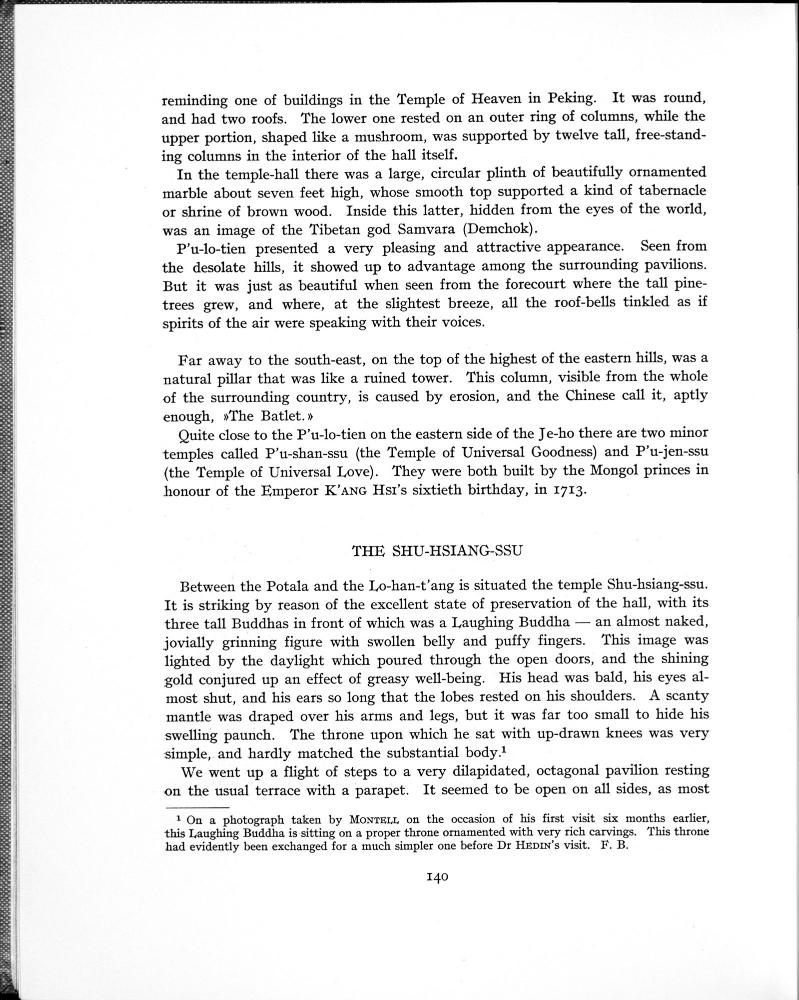 reminding one of buildings in the Temple of Heaven in Peking. It was round,
and had two roofs. The lower one rested on an outer ring of columns, while the
upper portion, shaped like a mushroom, was supported by twelve tall, free-stand-
ing columns in the interior of the hall itself.
In the temple-hall there was a large, circular plinth of beautifully ornamented
marble about seven feet high, whose smooth top supported a kind of tabernacle
or shrine of brown wood. Inside this latter, hidden from the eyes of the world,
was an image of the Tibetan god Samvara (Demchok).
P'u-lo-tien presented a very pleasing and attractive appearance. Seen from
the desolate hills, it showed up to advantage among the surrounding pavilions.
But it was just as beautiful when seen from the forecourt where the tall pine-
trees grew, and where, at the slightest breeze, all the roof-bells tinkled as if
spirits of the air were speaking with their voices.
Far away to the south-east, on the top of the highest of the eastern hills, was a
natural pillar that was like a ruined tower. This column, visible from the whole
of the surrounding country, is caused by erosion, and the Chinese call it, aptly
enough, »The Batlet.»
Quite close to the P'u-lo-tien on the eastern side of the Je-ho there are two minor
temples called P'u-shan-ssu (the Temple of Universal Goodness) and P'u-jen-ssu
(the Temple of Universal Love). They were both built by the Mongol princes in
honour of the Emperor K'ANG HSI's sixtieth birthday, in 1713.
THE SHU-HSIANG-SSU
Between the Potala and the Lo-han-t'ang is situated the temple Shu-hsiang-ssu.
It is striking by reason of the excellent state of preservation of the hall, with its
three tall Buddhas in front of which was a Laughing Buddha — an almost naked,
jovially grinning figure with swollen belly and puffy fingers. This image was
lighted by the daylight which poured through the open doors, and the shining
gold conjured up an effect of greasy well-being. His head was bald, his eyes al-
most shut, and his ears so long that the lobes rested on his shoulders. A scanty
mantle was draped over his arms and legs, but it was far too small to hide his
swelling paunch. The throne upon which he sat with up-drawn knees was very
simple, and hardly matched the substantial body.¹
We went up a flight of steps to a very dilapidated, octagonal pavilion resting
on the usual terrace with a parapet. It seemed to be open on all sides, as most
¹ On a photograph taken by MONTELL on the occasion of his first visit six months earlier,
this Laughing Buddha is sitting on a proper throne ornamented with very rich carvings. This throne
had evidently been exchanged for a much simpler one before Dr HEDIN's visit. F. B.
140